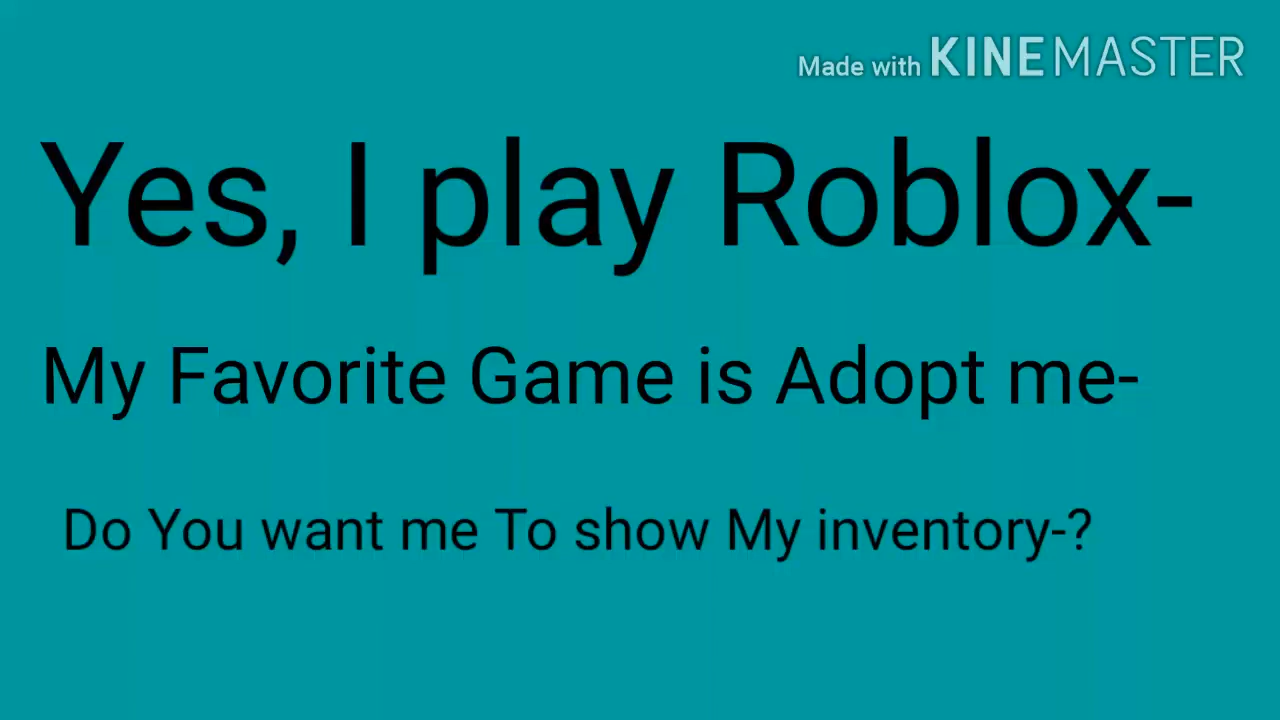 Made with KINEMASTER
Yes, I play Roblox-
My Favorite Game is Adopt me-
Do You want me To show My inventory-?